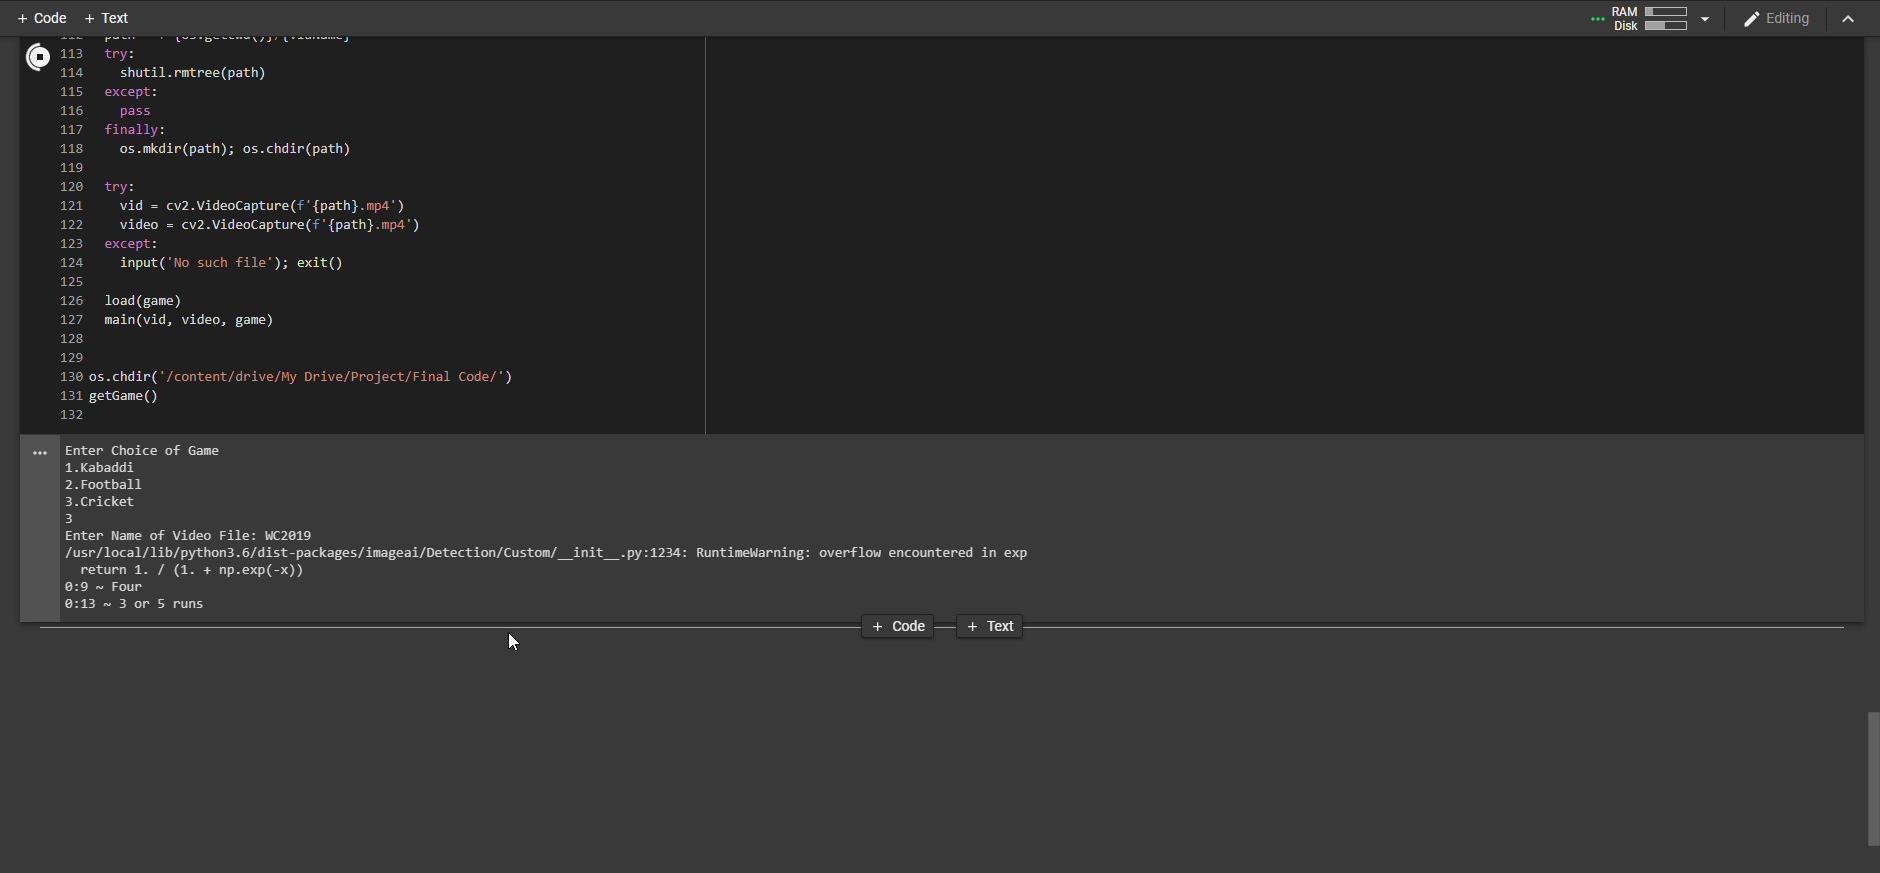 + Code + Text
RAM
Disk
Editing
113 try:
114 shutil.rmtree(path)
115 except:
116 pass
117 finally:
118 os.mkdir(path); os.chdir(path)
119
120 try:
121 vid = cv2.VideoCapture(f'{path}.mp4')
122 video = cv2.VideoCapture(f'{path}.mp4')
123 except:
124 input('No such file'); exit()
125
126 load(game)
127 main(vid, video, game)
128
129
130 os.chdir('/content/drive/My Drive/Project/Final Code/')
131 getGame()
132
Enter Choice of Game
1.Kabaddi
2.Football
3.Cricket
3
Enter Name of Video File: WC2019
/usr/local/lib/python3.6/dist-packages/imageai/Detection/Custom/__init__.py:1234: RuntimeWarning: overflow encountered in exp
return 1. / (1. + np.exp(-x))
0:9 ~ Four
0:13 ~ 3 or 5 runs
+ Code + Text